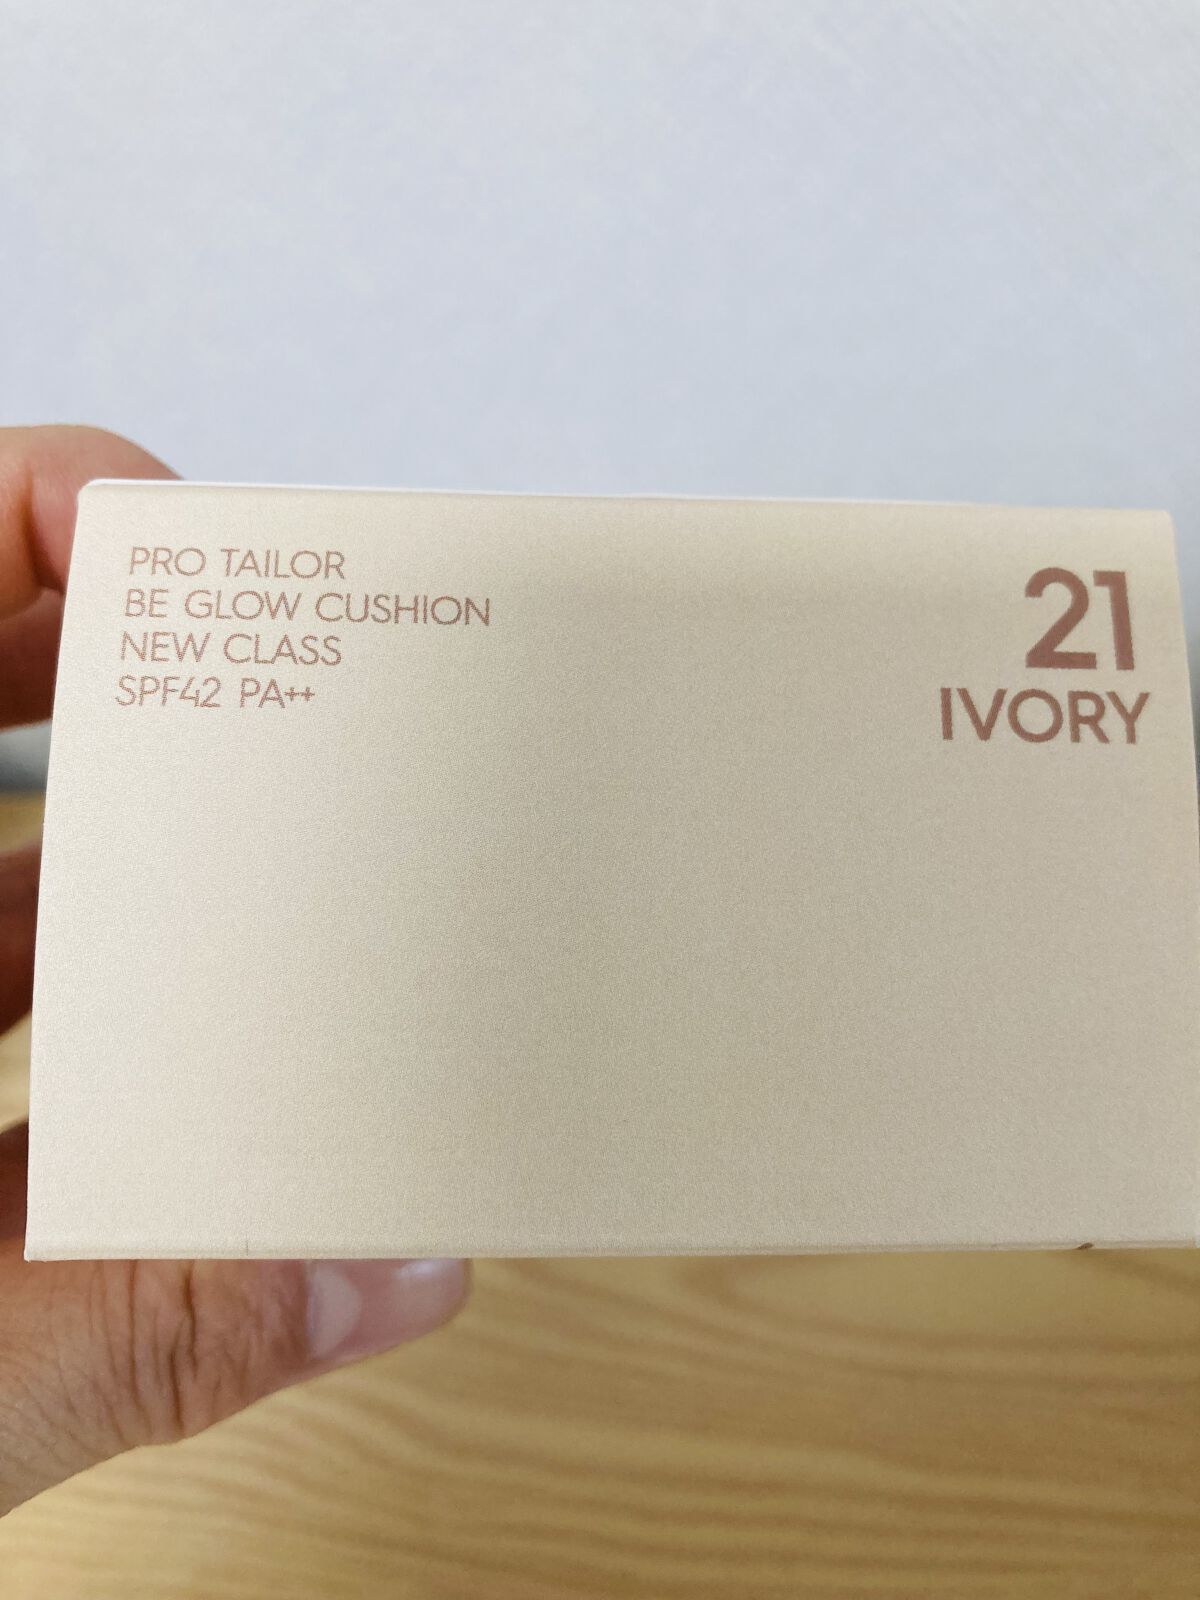 PRO TAILOR
BE GLOW CUSHION
NEW CLASS
SPF42 PA++
21
IVORY